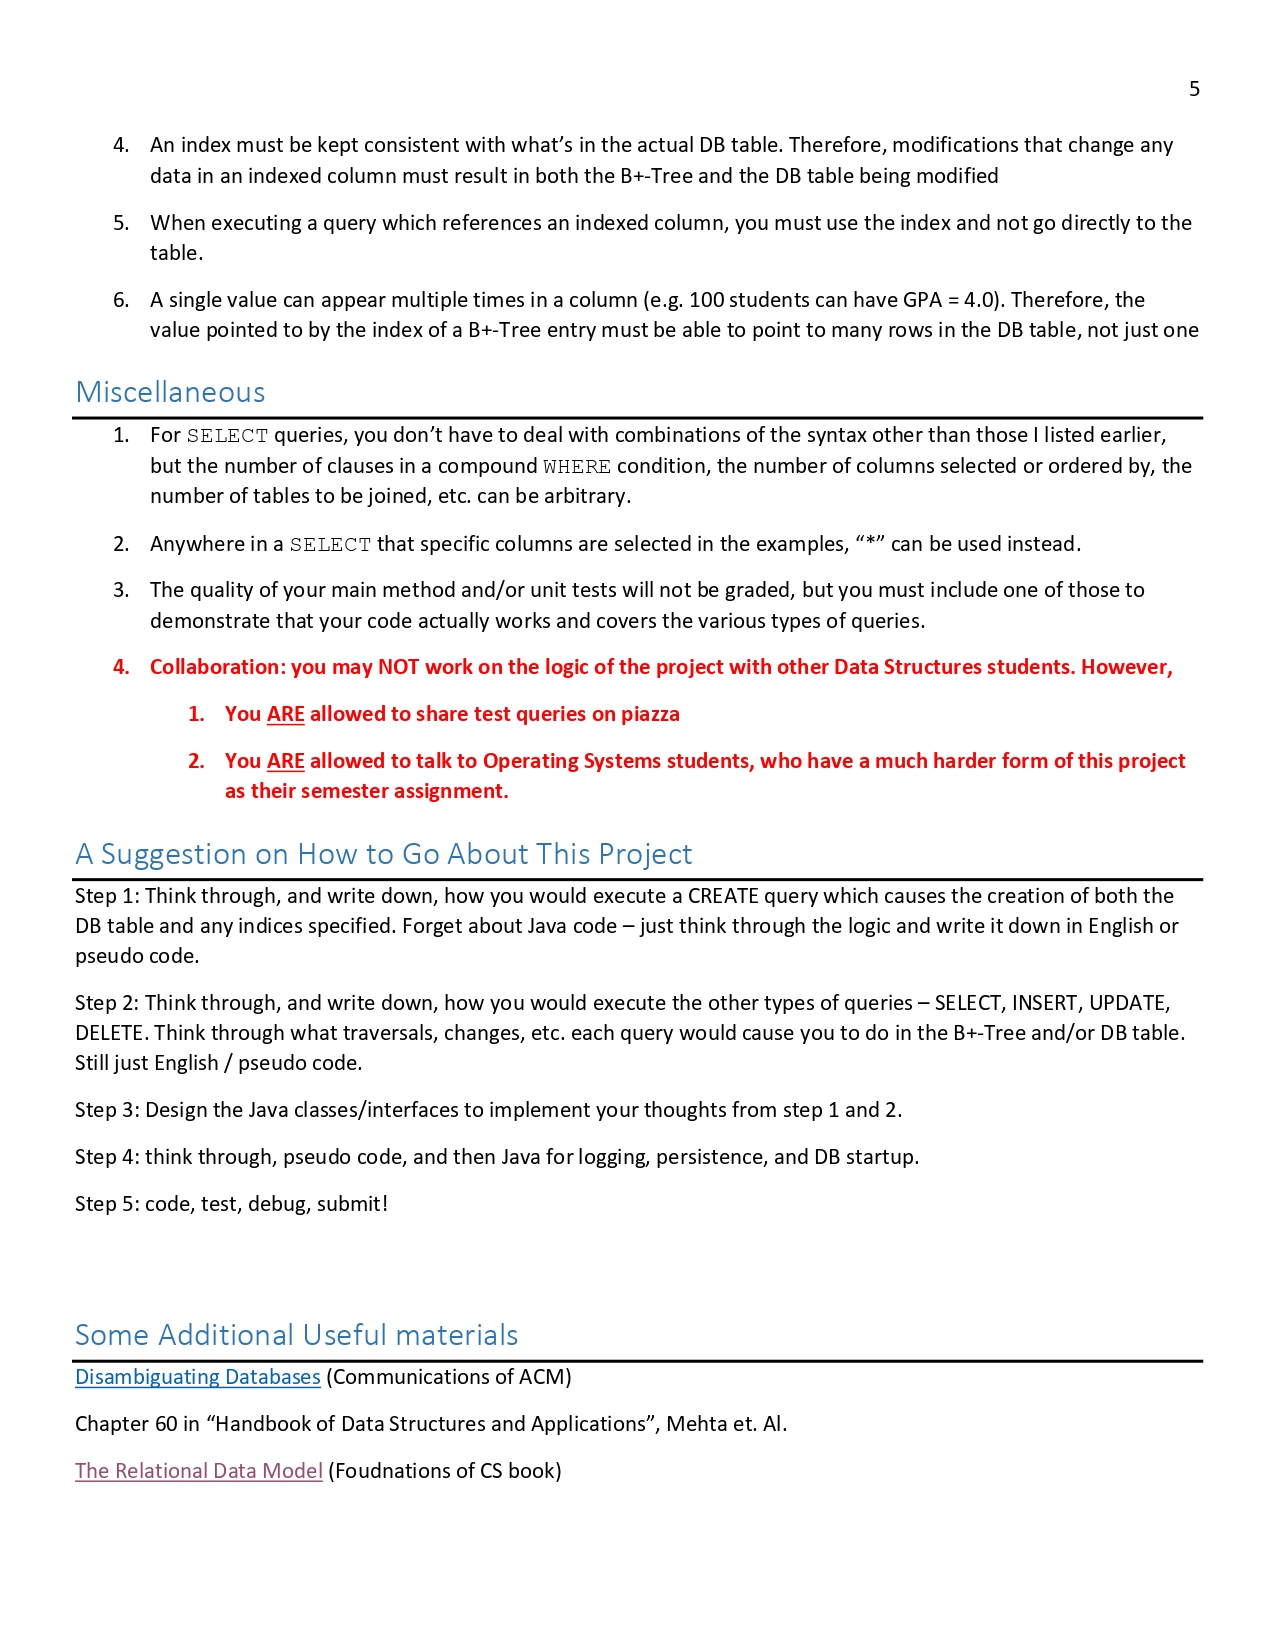 5
4. An index must be kept consistent with what’s in the actual DB table. Therefore, modifications that change any
data in an indexed column must result in both the B+-Tree and the DB table being modified
5. When executing a query which references an indexed column, you must use the index and not go directly to the
table.
6. A single value can appear multiple times in a column (e.g. 100 students can have GPA = 4.0). Therefore, the
value pointed to by the index of a B+-Tree entry must be able to point to many rows in the DB table, not just one
Miscellaneous
1. For SELECT queries, you don’t have to deal with combinations of the syntax other than those I listed earlier,
but the number of clauses in a compound WHERE condition, the number of columns selected or ordered by, the
number of tables to be joined, etc. can be arbitrary.
2. Anywhere in a SELECT that specific columns are selected in the examples, “*” can be used instead.
3. The quality of your main method and/or unit tests will not be graded, but you must include one of those to
demonstrate that your code actually works and covers the various types of queries.
4. Collaboration: you may NOT work on the logic of the project with other Data Structures students. However,
1. You ARE allowed to share test queries on piazza
2. You ARE allowed to talk to Operating Systems students, who have a much harder form of this project
as their semester assignment.
A Suggestion on How to Go About This Project
Step 1: Think through, and write down, how you would execute a CREATE query which causes the creation of both the
DB table and any indices specified. Forget about Java code – just think through the logic and write it down in English or
pseudo code.
Step 2: Think through, and write down, how you would execute the other types of queries – SELECT, INSERT, UPDATE,
DELETE. Think through what traversals, changes, etc. each query would cause you to do in the B+-Tree and/or DB table.
Still just English / pseudo code.
Step 3: Design the Java classes/interfaces to implement your thoughts from step 1 and 2.
Step 4: think through, pseudo code, and then Java for logging, persistence, and DB startup.
Step 5: code, test, debug, submit!
Some Additional Useful materials
Disambiguating Databases (Communications of ACM)
Chapter 60 in “Handbook of Data Structures and Applications”, Mehta et. Al.
The Relational Data Model (Foudnations of CS book)